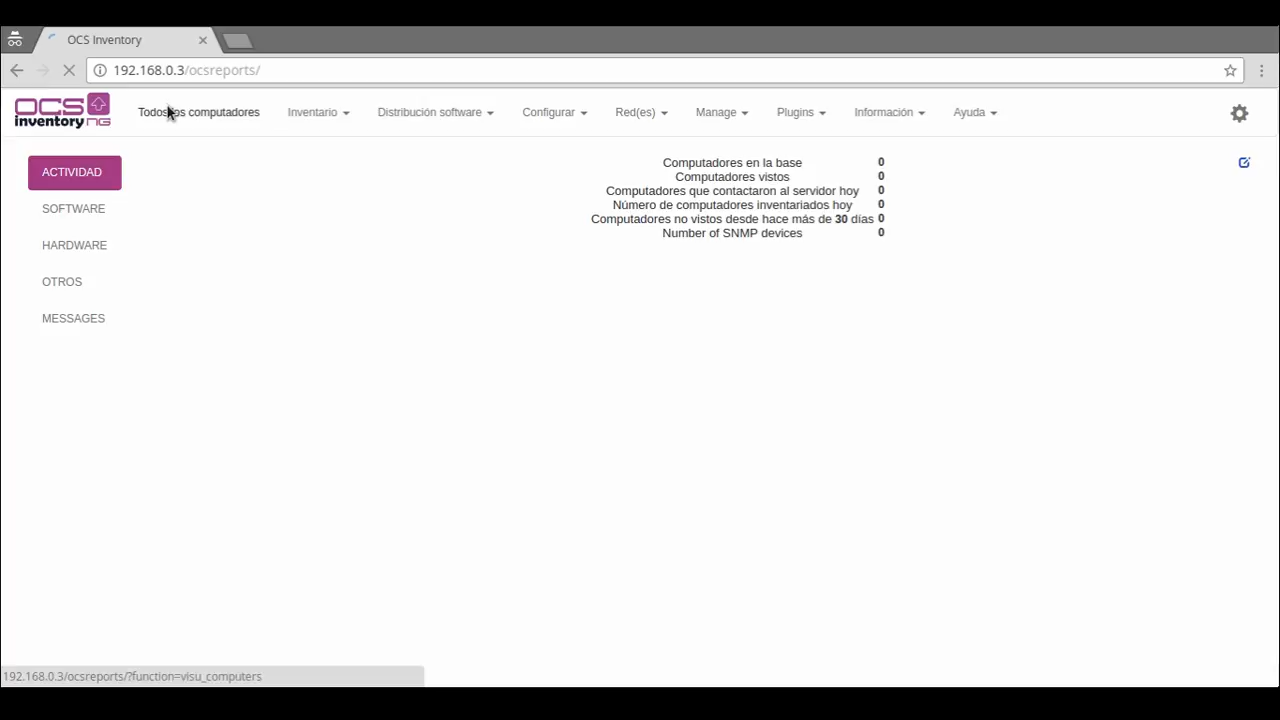 OCS Inventory
192.168.0.3/ocsreports/
OCS inventory NG
Todos los computadores Inventario Distribución software Configurar Red(es) Manage Plugins Información Ayuda
ACTIVIDAD
SOFTWARE
HARDWARE
OTROS
MESSAGES
Computadores en la base 0
Computadores vistos 0
Computadores que contactaron al servidor hoy 0
Número de computadores inventariados hoy 0
Computadores no vistos desde hace más de 30 días 0
Number of SNMP devices 0
192.168.0.3/ocsreports/?function=visu_computers